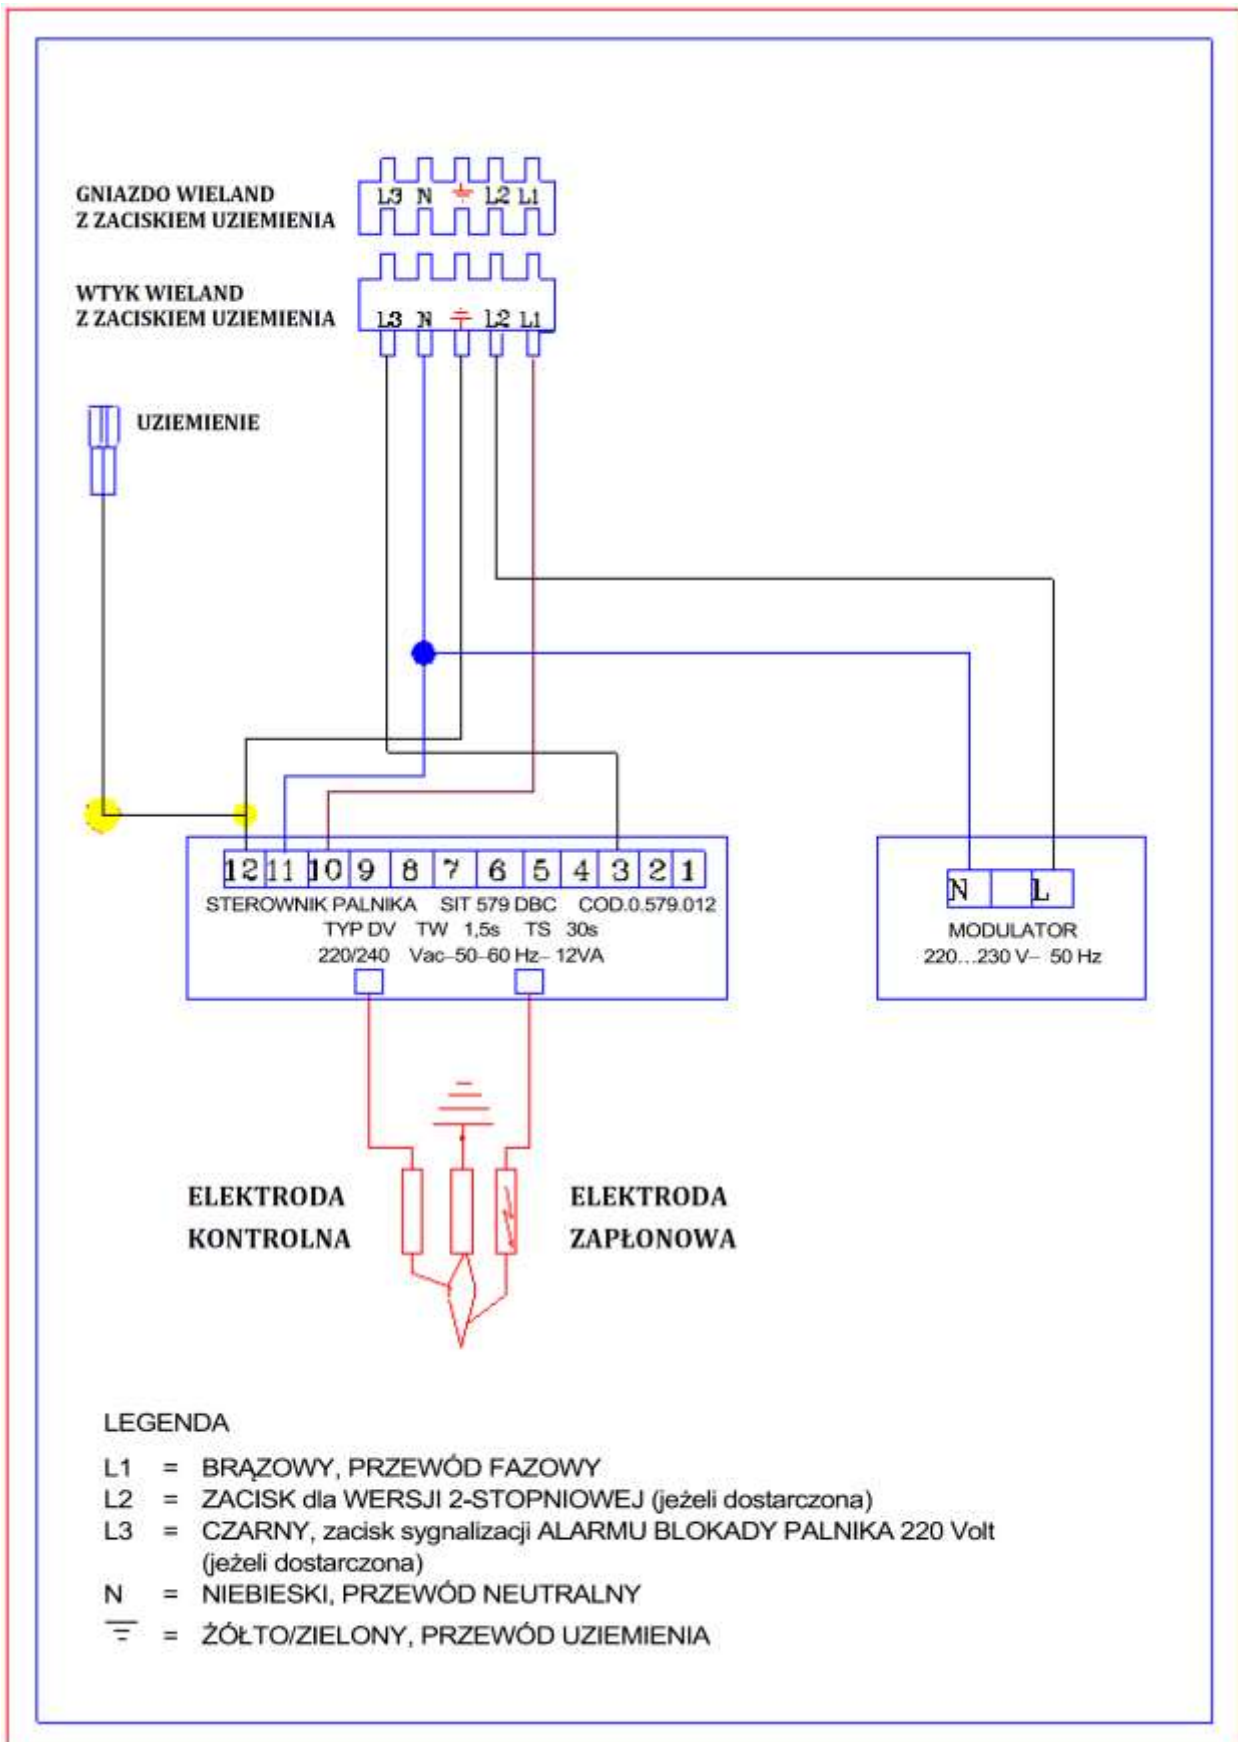 GNIAZDO WIELAND
Z ZACISKIEM UZIEMIENIA
L3 N L2 L1
WTYK WIELAND
Z ZACISKIEM UZIEMIENIA
L3 N L2 L1
UZIEMIENIE
12 11 10 9 8 7 6 5 4 3 2 1
STEROWNIK PALNIKA SIT 579 DBC COD.0.579.012
TYP DV TW 1,5s TS 30s
220/240 Vac–50–60 Hz– 12VA
N L
MODULATOR
220...230 V– 50 Hz
ELEKTRODA
KONTROLNA
ELEKTRODA
ZAPŁONOWA
LEGENDA
L1 = BRĄZOWY, PRZEWÓD FAZOWY
L2 = ZACISK dla WERSJI 2-STOPNIOWEJ (jeżeli dostarczona)
L3 = CZARNY, zacisk sygnalizacji ALARMU BLOKADY PALNIKA 220 Volt
(jeżeli dostarczona)
N = NIEBIESKI, PRZEWÓD NEUTRALNY
= ŻÓŁTO/ZIELONY, PRZEWÓD UZIEMIENIA